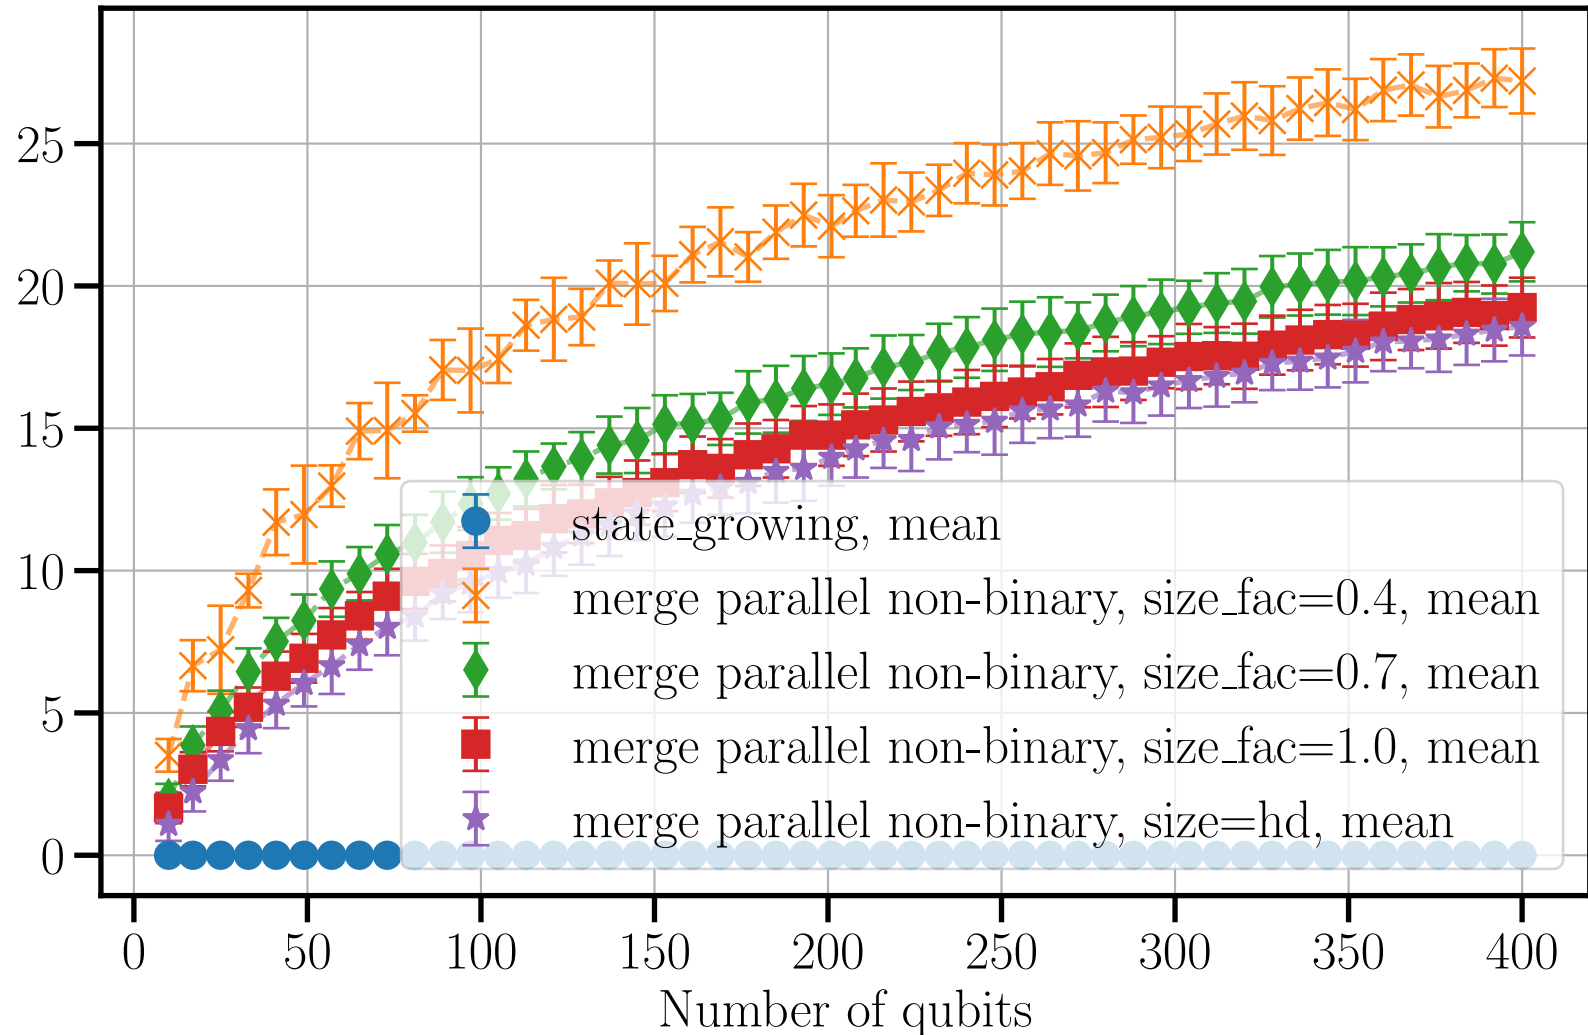 25
20
15
10
5
0
state_growing, mean
merge parallel non-binary, size_fac=0.4, mean
merge parallel non-binary, size_fac=0.7, mean
merge parallel non-binary, size_fac=1.0, mean
merge parallel non-binary, size=hd, mean
0 50 100 150 200 250 300 350 400
Number of qubits